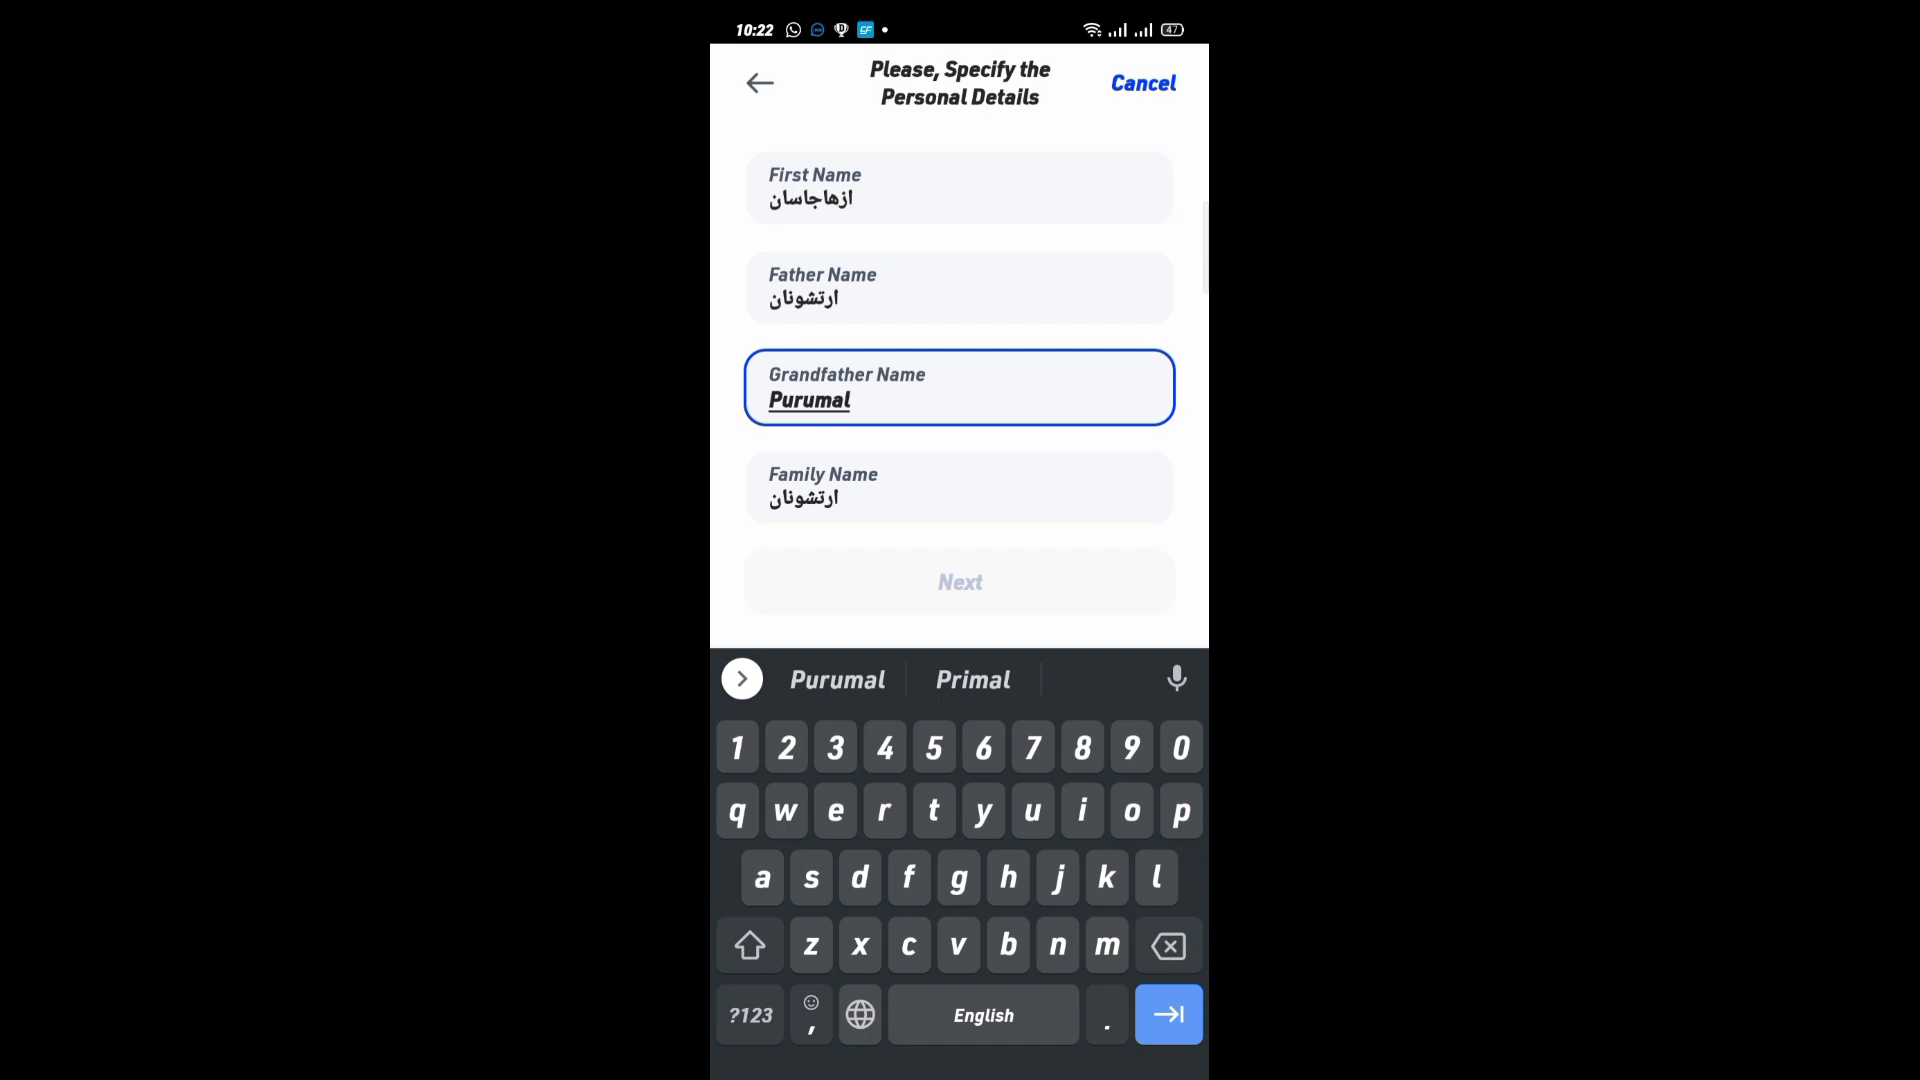 10:22
47
Please, Specify the
Personal Details
Cancel
First Name
ازهاجاسان
Father Name
ارتشونان
Grandfather Name
Purumal
Family Name
ارتشونان
Next
Purumal Primal
1 2 3 4 5 6 7 8 9 0
q w e r t y u i o p
a s d f g h j k l
z x c v b n m
?123 , English .